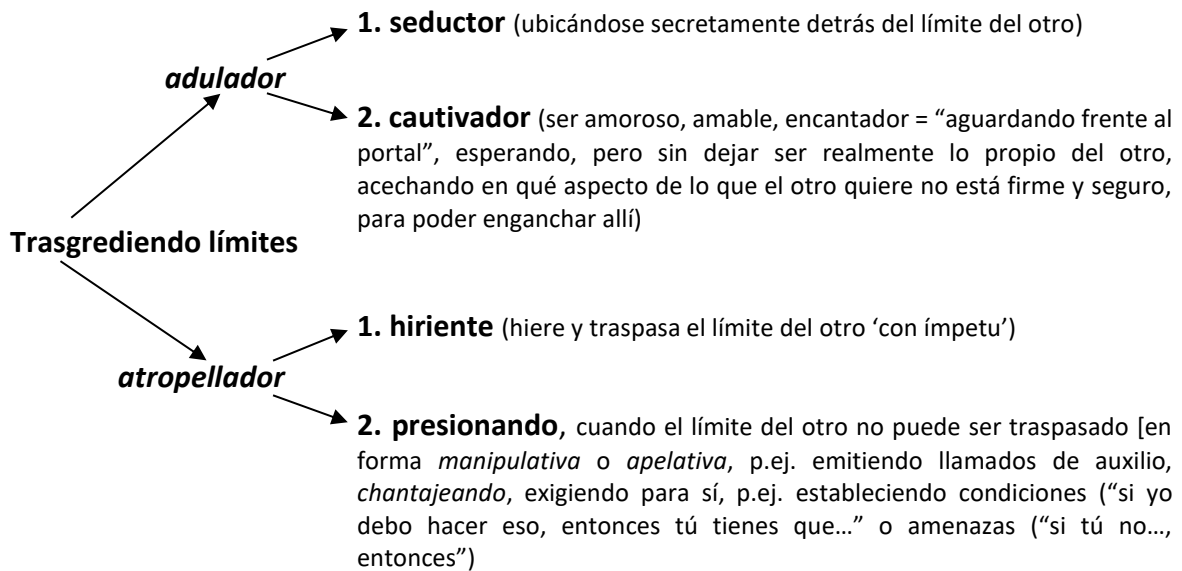 1. seductor (ubicándose secretamente detrás del límite del otro)
adulador
2. cautivador (ser amoroso, amable, encantador = “aguardando frente al
portal”, esperando, pero sin dejar ser realmente lo propio del otro,
acechando en qué aspecto de lo que el otro quiere no está firme y seguro,
para poder enganchar allí)
Trasgrediendo límites
1. hiriente (hiere y traspasa el límite del otro ‘con ímpetu’)
atropellador
2. presionando, cuando el límite del otro no puede ser traspasado [en
forma manipulativa o apelativa, p.ej. emitiendo llamados de auxilio,
chantajeando, exigiendo para sí, p.ej. estableciendo condiciones (“si yo
debo hacer eso, entonces tú tienes que…” o amenazas (“si tú no…,
entonces”)